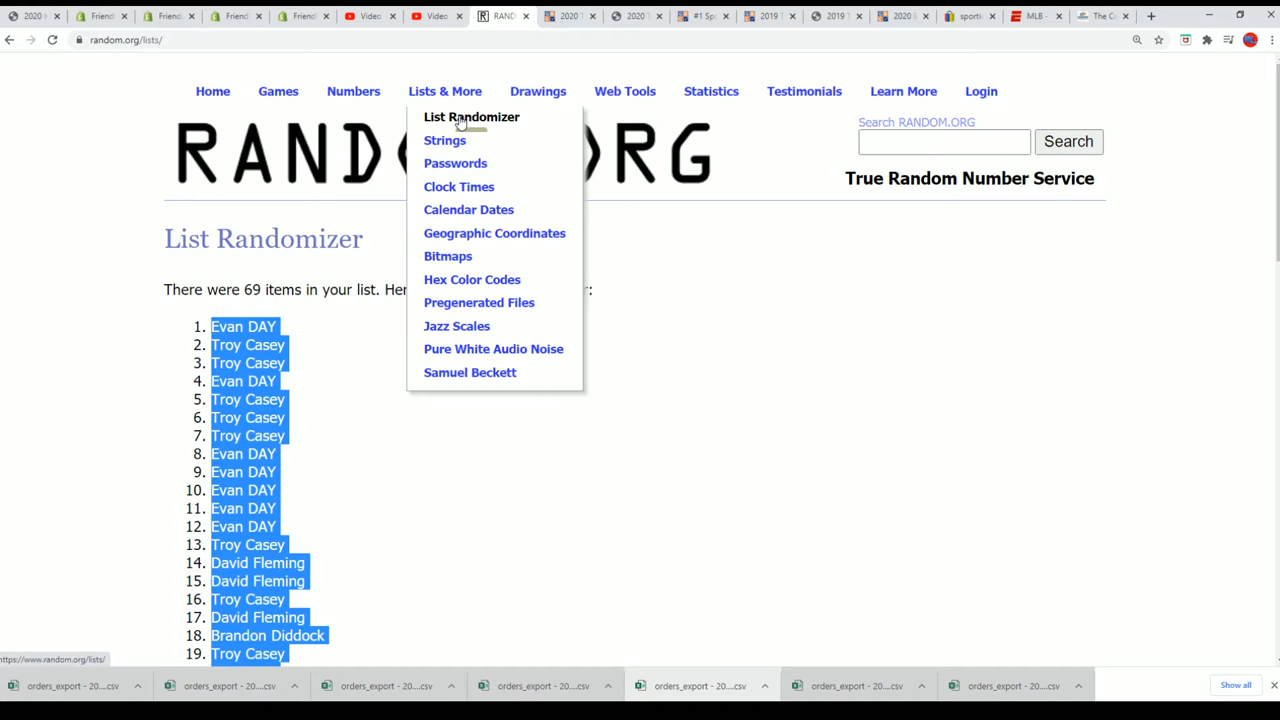 2020 H
Friend
Friend
Friend
Friend
Video
Video
RAND
2020 T
2020 T
#1 Spo
2019 T
2019 T
2020 B
sporti
MLB -
The C
random.org/lists/
Home Games Numbers Lists & More Drawings Web Tools Statistics Testimonials Learn More Login
List Randomizer
Strings
Passwords
Clock Times
Calendar Dates
Geographic Coordinates
Bitmaps
Hex Color Codes
Pregenerated Files
Jazz Scales
Pure White Audio Noise
Samuel Beckett
Search RANDOM.ORG
Search
True Random Number Service
List Randomizer
There were 69 items in your list. Her
1. Evan DAY
2. Troy Casey
3. Troy Casey
4. Evan DAY
5. Troy Casey
6. Troy Casey
7. Troy Casey
8. Evan DAY
9. Evan DAY
10. Evan DAY
11. Evan DAY
12. Evan DAY
13. Troy Casey
14. David Fleming
15. David Fleming
16. Troy Casey
17. David Fleming
18. Brandon Diddock
19. Troy Casey
https://www.random.org/lists/
orders_export - 20....csv
orders_export - 20....csv
orders_export - 20....csv
orders_export - 20....csv
orders_export - 20....csv
orders_export - 20....csv
orders_export - 20....csv
Show all